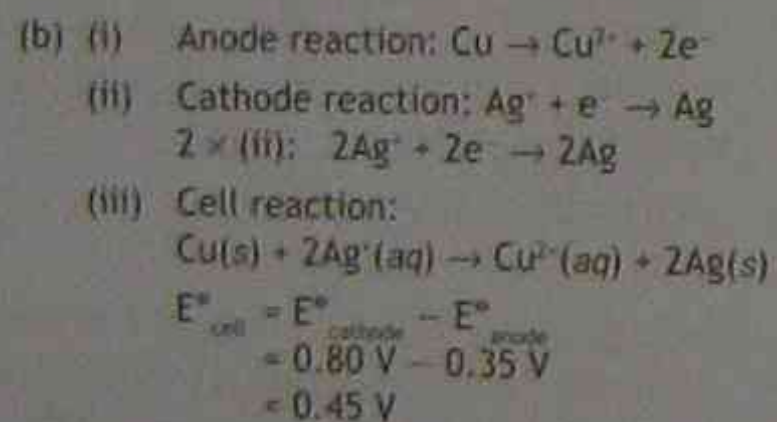 (b) (i) Anode reaction: Cu → Cu²⁺ + 2e⁻
(ii) Cathode reaction: Ag⁺ + e⁻ → Ag
2 × (ii): 2Ag⁺ + 2e⁻ → 2Ag
(iii) Cell reaction:
Cu(s) + 2Ag⁺(aq) → Cu²⁺(aq) + 2Ag(s)
E°cell = E°cathode − E°anode
= 0.80 V − 0.35 V
= 0.45 V